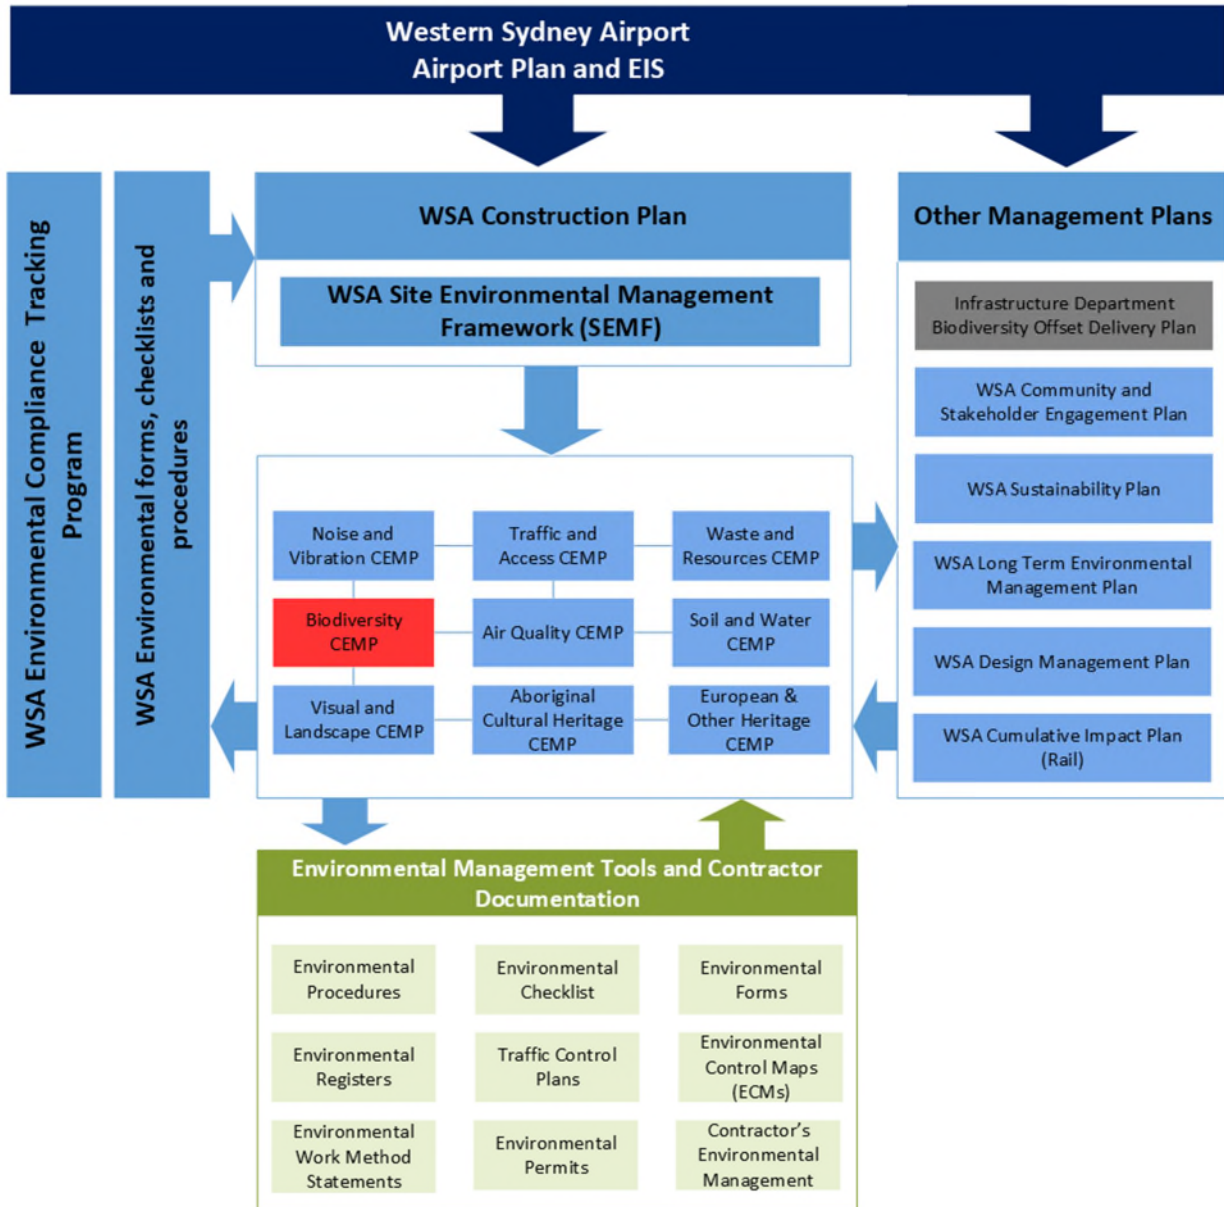 Western Sydney Airport
Airport Plan and EIS
WSA Environmental Compliance Tracking
Program
WSA Environmental forms, checklists and
procedures
WSA Construction Plan
WSA Site Environmental Management
Framework (SEMF)
Noise and
Vibration CEMP
Traffic and
Access CEMP
Waste and
Resources CEMP
Biodiversity
CEMP
Air Quality CEMP
Soil and Water
CEMP
Visual and
Landscape CEMP
Aboriginal
Cultural Heritage
CEMP
European &
Other Heritage
CEMP
Other Management Plans
Infrastructure Department
Biodiversity Offset Delivery Plan
WSA Community and
Stakeholder Engagement Plan
WSA Sustainability Plan
WSA Long Term Environmental
Management Plan
WSA Design Management Plan
WSA Cumulative Impact Plan
(Rail)
Environmental Management Tools and Contractor
Documentation
Environmental
Procedures
Environmental
Checklist
Environmental
Forms
Environmental
Registers
Traffic Control
Plans
Environmental
Control Maps
(ECMs)
Environmental
Work Method
Statements
Environmental
Permits
Contractor's
Environmental
Management